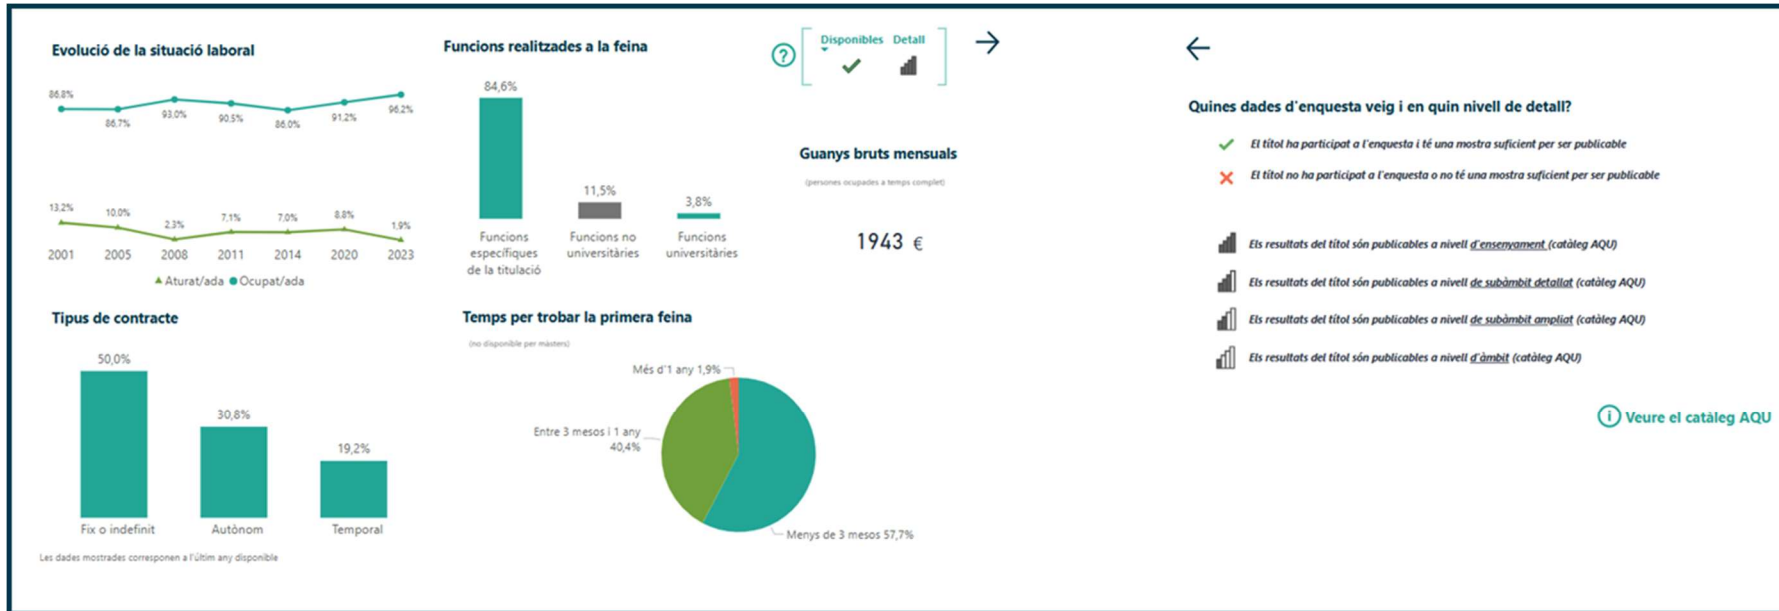 Evolució de la situació laboral
86,8%
86,7%
93,0%
90,5%
86,0%
91,2%
96,2%
13,2%
10,0%
2,3%
7,1%
7,0%
8,8%
1,9%
2001 2005 2008 2011 2014 2020 2023
Aturat/ada Ocupat/ada
Funcions realitzades a la feina
84,6%
11,5%
3,8%
Funcions
específiques
de la titulació
Funcions no
universitàries
Funcions
universitàries
? Disponibles Detall
Guanys bruts mensuals
(persones ocupades a temps complet)
1943 €
Tipus de contracte
50,0%
30,8%
19,2%
Fix o indefinit Autònom Temporal
Les dades mostrades corresponen a l'últim any disponible
Temps per trobar la primera feina
(no disponible per màsters)
Més d'1 any 1,9%
Entre 3 mesos i 1 any
40,4%
Menys de 3 mesos 57,7%
Quines dades d'enquesta veig i en quin nivell de detall?
El títol ha participat a l'enquesta i té una mostra suficient per ser publicable
El títol no ha participat a l'enquesta o no té una mostra suficient per ser publicable
Els resultats del títol són publicables a nivell d'ensenyament (catàleg AQU)
Els resultats del títol són publicables a nivell de subàmbit detallat (catàleg AQU)
Els resultats del títol són publicables a nivell de subàmbit ampliat (catàleg AQU)
Els resultats del títol són publicables a nivell d'àmbit (catàleg AQU)
i Veure el catàleg AQU